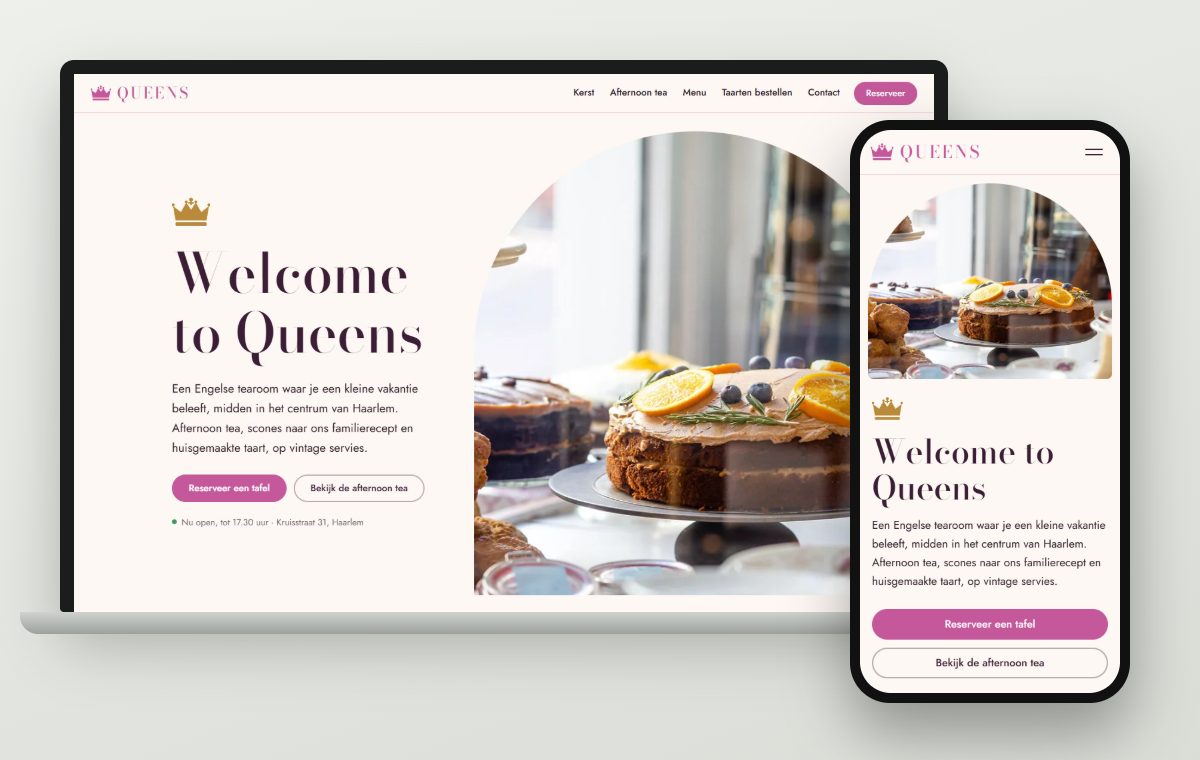 QUEENS
Kerst Afternoon tea Menu Taarten bestellen Contact Reserveer
Welcome
to Queens
Een Engelse tearoom waar je een kleine vakantie
beleeft, midden in het centrum van Haarlem.
Afternoon tea, scones naar ons familierecept en
huisgemaakte taart, op vintage servies.
Reserveer een tafel
Bekijk de afternoon tea
Nu open, tot 17.30 uur · Kruisstraat 31, Haarlem
QUEENS
Welcome to
Queens
Een Engelse tearoom waar je een kleine vakantie
beleeft, midden in het centrum van Haarlem.
Afternoon tea, scones naar ons familierecept en
huisgemaakte taart, op vintage servies.
Reserveer een tafel
Bekijk de afternoon tea